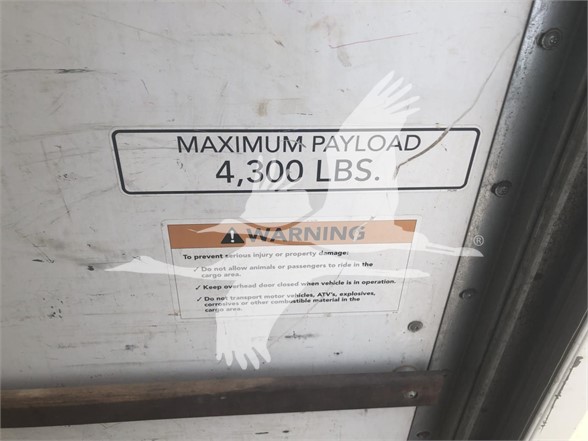 MAXIMUM PAYLOAD
4,300 LBS.
WARNING
To prevent serious injury or property damage:
✓ Do not allow animals or passengers to ride in the
cargo area.
✓ Keep overhead door closed when vehicle is in operation.
✓ Do not transport motor vehicles, ATV's, explosives,
corrosives or other combustible material in the
cargo area.
®